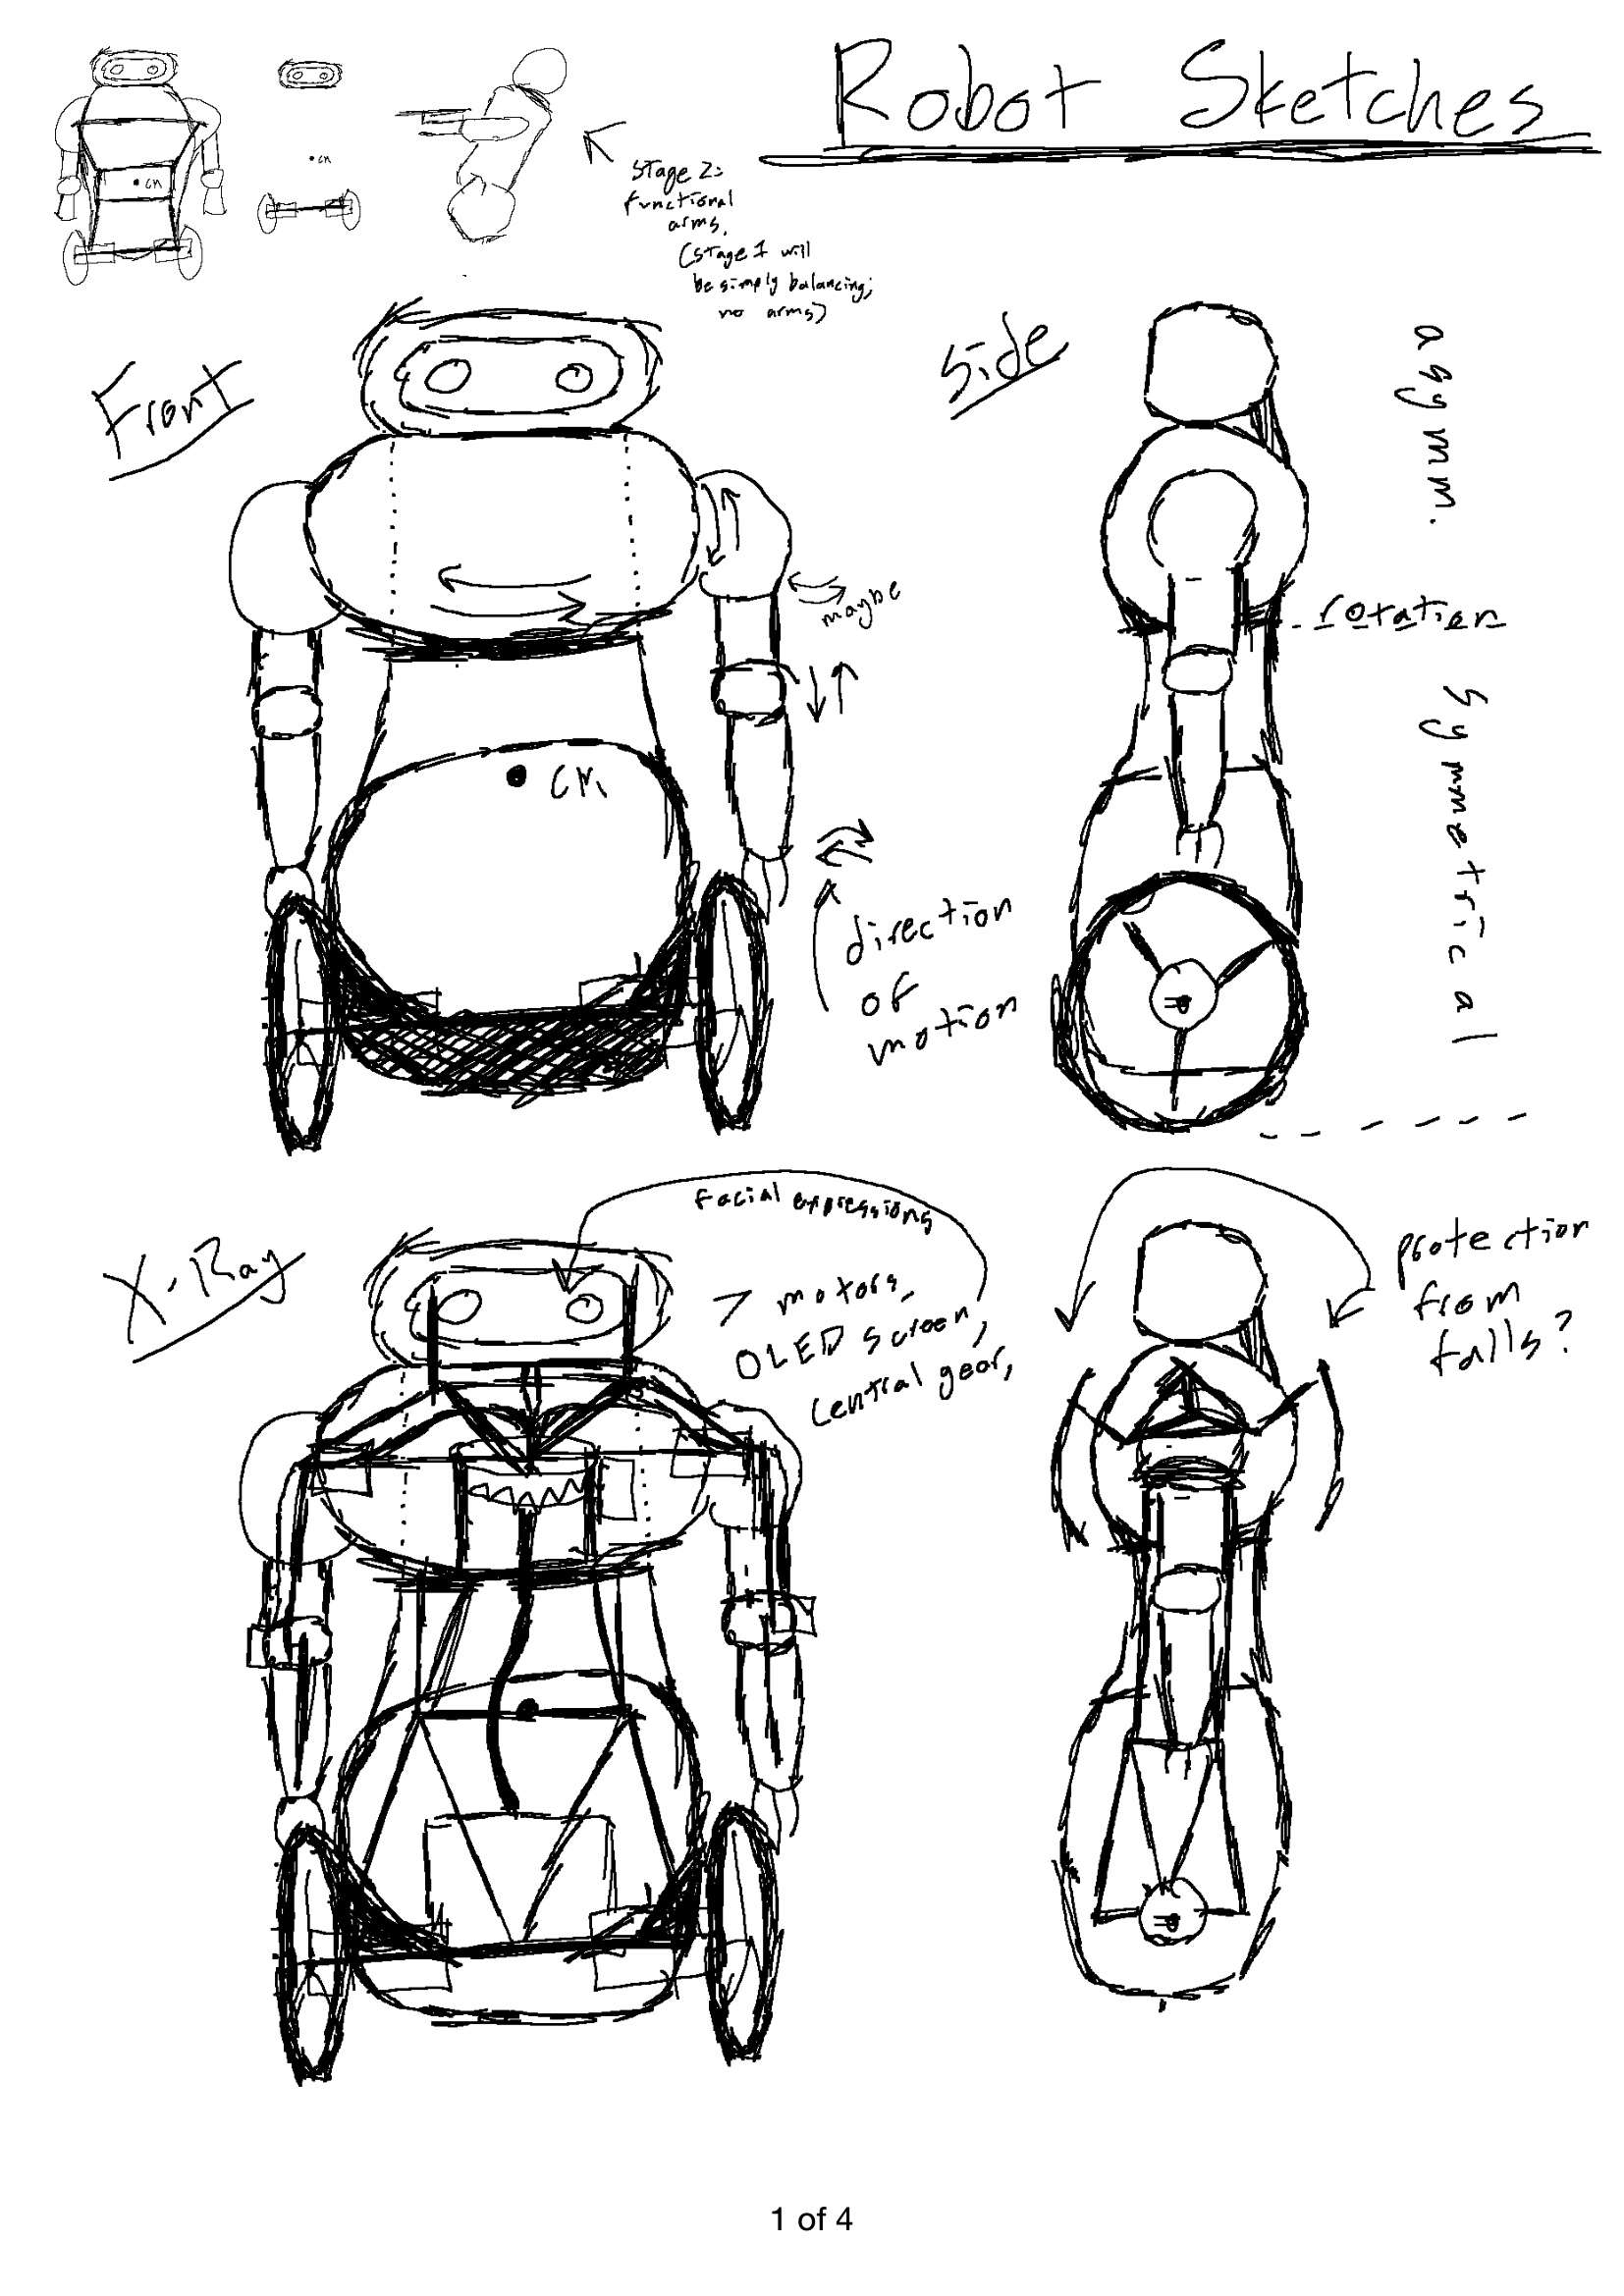 Robot Sketches
CM
CM
Stage 2:
functional
arms.
(Stage 1 will
be simply balancing;
no arms)
Front
Side
asymm.
maybe
rotation
CM
symmetrical
direction
of
motion
X-Ray
facial expressions
7 motors,
OLED screen,
central gear,
protection
from
falls?
1 of 4